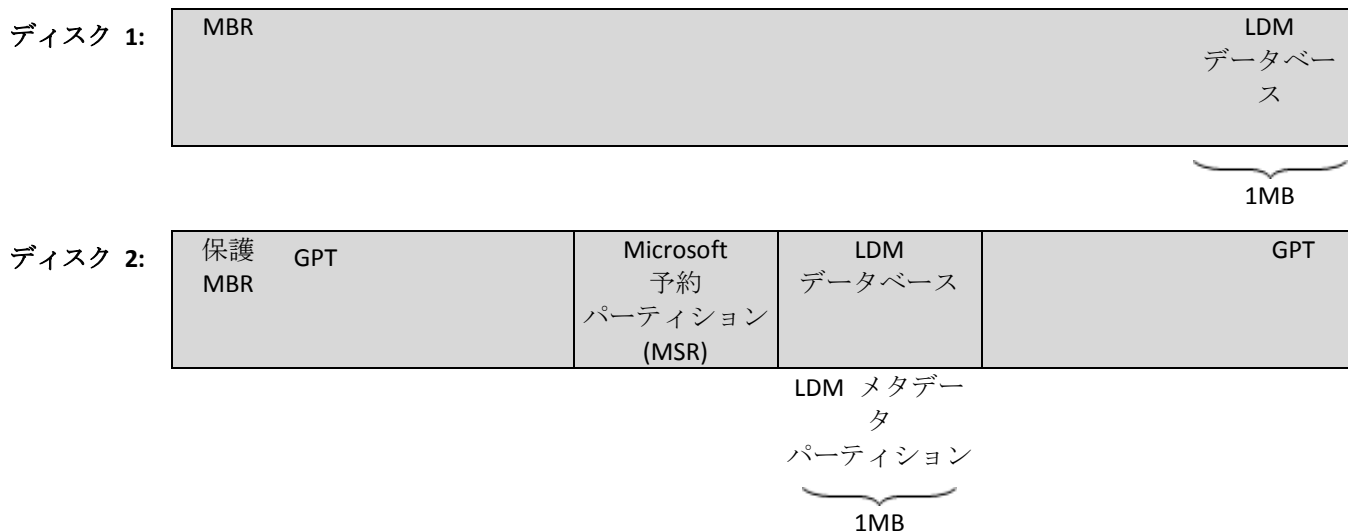 ディスク 1:
MBR
LDM
データベー
ス
1MB
ディスク 2:
保護
MBR
GPT
Microsoft
予約
パーティション
(MSR)
LDM
データベース
GPT
LDM メタデー
タ
パーティション
1MB